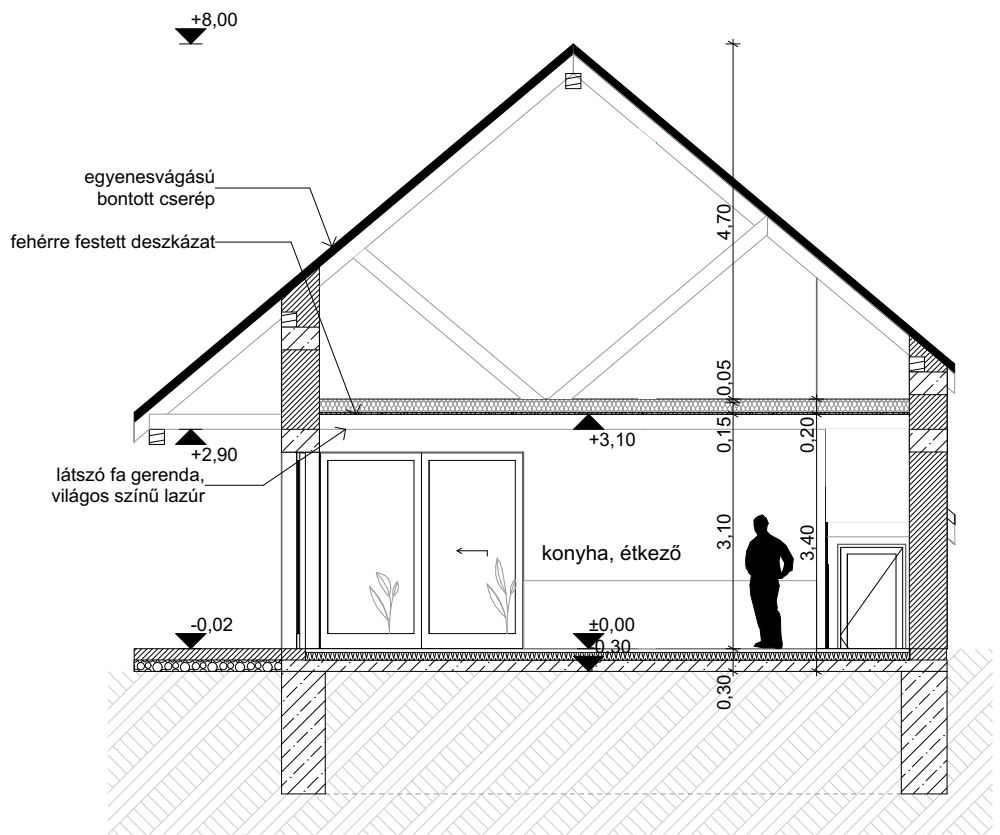 +8,00
egyenesvágású
bontott cserép
fehérre festett deszkázat
4,70
0,05
0,15
0,20
+2,90
+3,10
látszó fa gerenda,
világos színű lazúr
3,10
3,40
konyha, étkező
-0,02
±0,00
-0,30
0,30